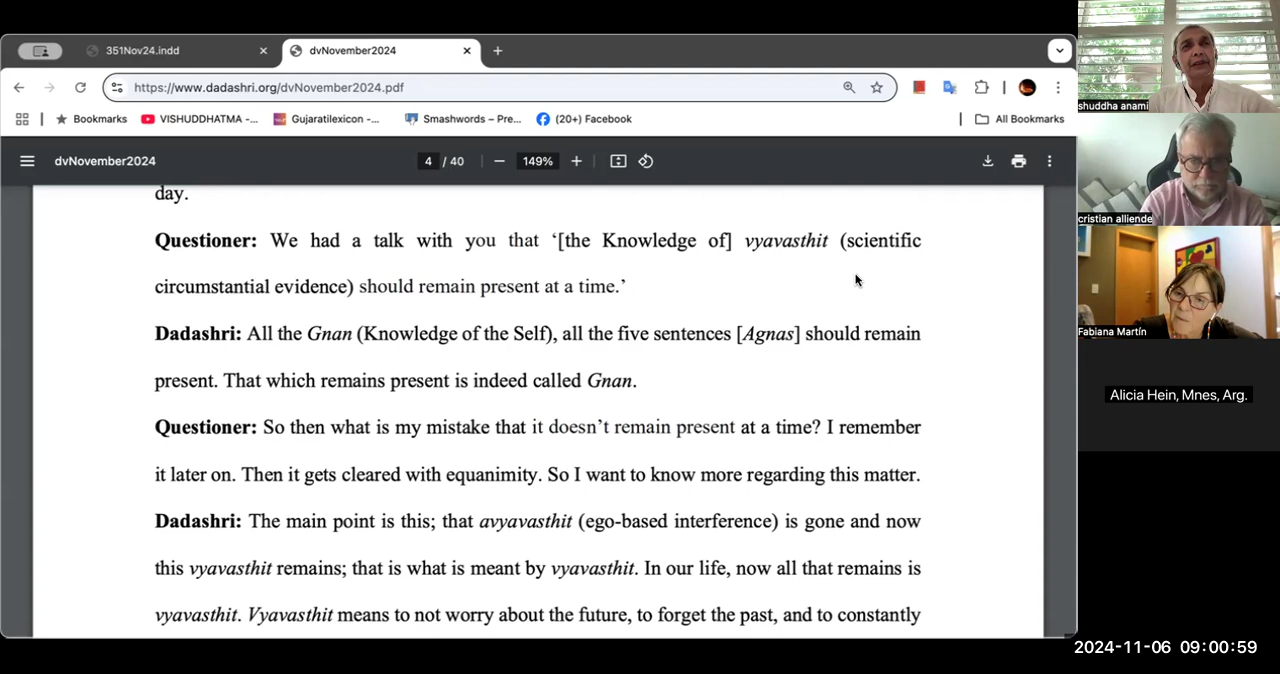 351Nov24.indd
dvNovember2024
https://www.dadashri.org/dvNovember2024.pdf
Bookmarks
VISHUDDHATMA -...
Gujaratilexicon -...
Smashwords – Pre...
(20+) Facebook
All Bookmarks
dvNovember2024
4 / 40
149%
day.
Questioner: We had a talk with you that ‘[the Knowledge of] vyavasthit (scientific
circumstantial evidence) should remain present at a time.’
Dadashri: All the Gnan (Knowledge of the Self), all the five sentences [Agnas] should remain
present. That which remains present is indeed called Gnan.
Questioner: So then what is my mistake that it doesn’t remain present at a time? I remember
it later on. Then it gets cleared with equanimity. So I want to know more regarding this matter.
Dadashri: The main point is this; that avyavasthit (ego-based interference) is gone and now
this vyavasthit remains; that is what is meant by vyavasthit. In our life, now all that remains is
vyavasthit. Vyavasthit means to not worry about the future, to forget the past, and to constantly
shuddha anami
cristian alliende
Fabiana Martín
Alicia Hein, Mnes, Arg.
2024-11-06 09:00:59